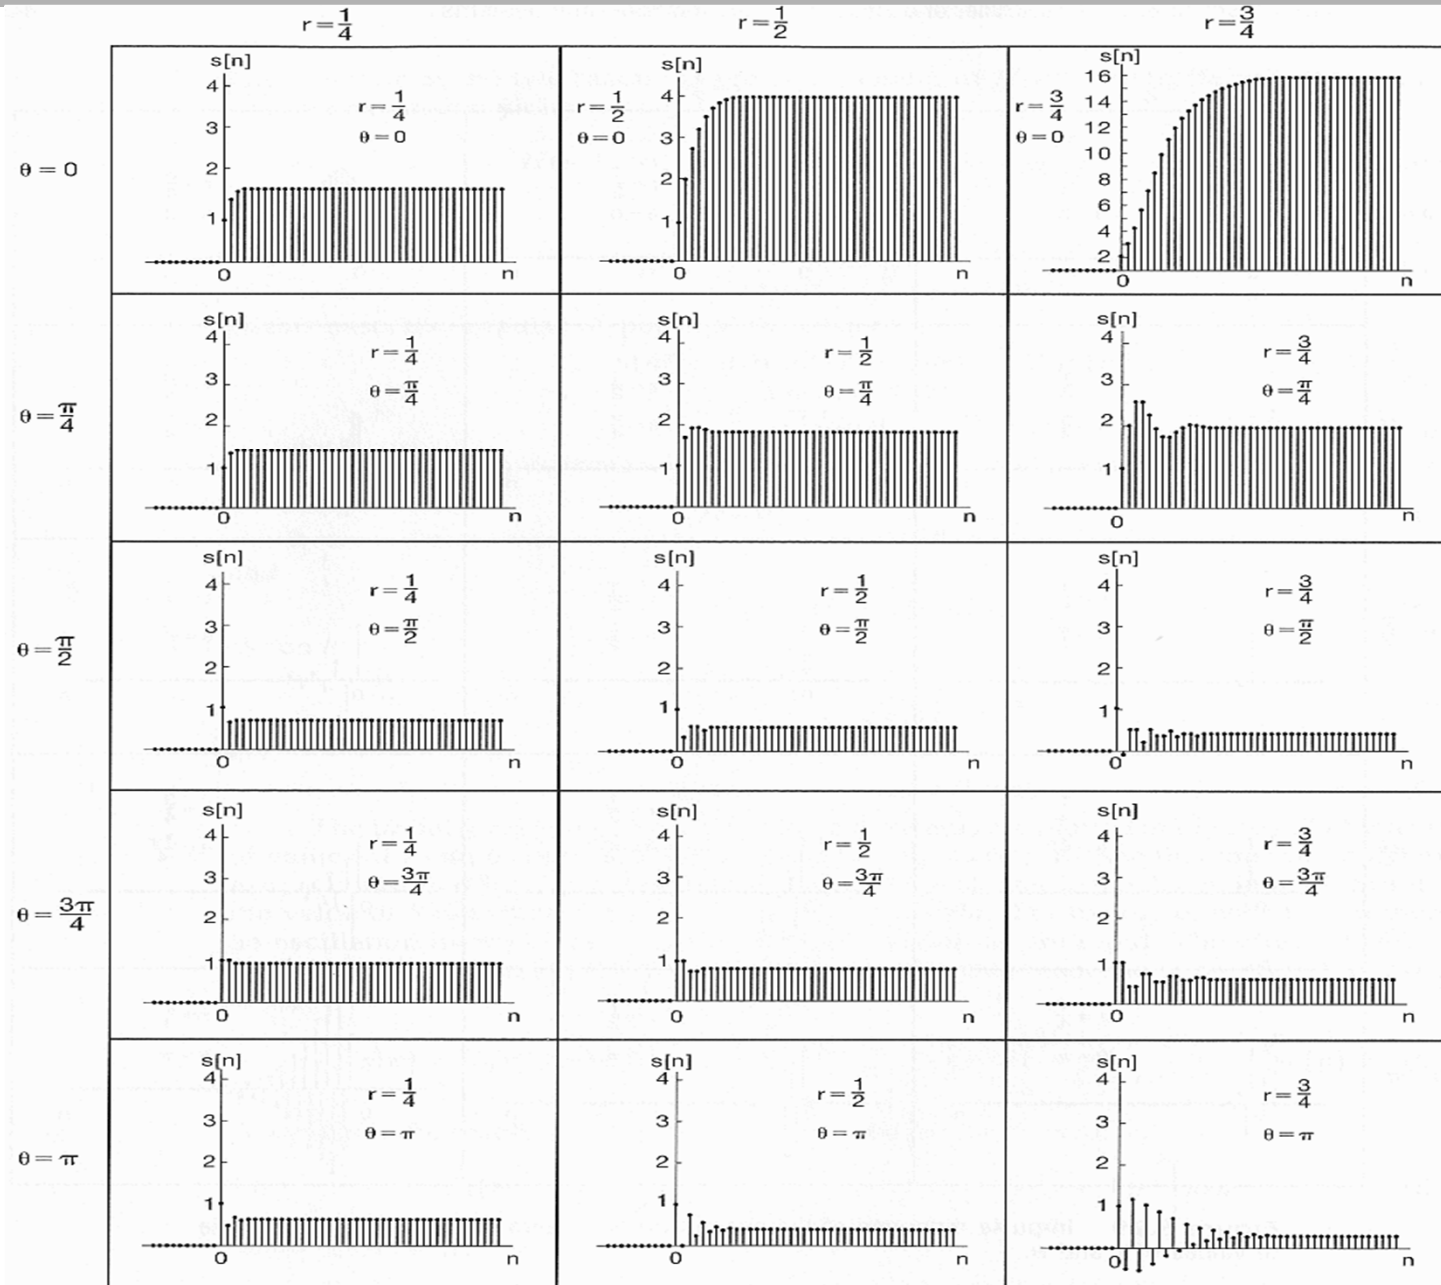 r = 1/4 r = 1/2 r = 3/4
θ = 0
s[n]
4
3
2
1
r = 1/4
θ = 0
0 n
s[n]
4
3
2
1
r = 1/2
θ = 0
0 n
s[n]
16
14
12
10
8
6
4
2
r = 3/4
θ = 0
0 n
θ = π/4
s[n]
4
3
2
1
r = 1/4
θ = π/4
0 n
s[n]
4
3
2
1
r = 1/2
θ = π/4
0 n
s[n]
4
3
2
1
r = 3/4
θ = π/4
0 n
θ = π/2
s[n]
4
3
2
1
r = 1/4
θ = π/2
0 n
s[n]
4
3
2
1
r = 1/2
θ = π/2
0 n
s[n]
4
3
2
1
r = 3/4
θ = π/2
0 n
θ = 3π/4
s[n]
4
3
2
1
r = 1/4
θ = 3π/4
0 n
s[n]
4
3
2
1
r = 1/2
θ = 3π/4
0 n
s[n]
4
3
2
1
r = 3/4
θ = 3π/4
0 n
θ = π
s[n]
4
3
2
1
r = 1/4
θ = π
0 n
s[n]
4
3
2
1
r = 1/2
θ = π
0 n
s[n]
4
3
2
1
r = 3/4
θ = π
0 n